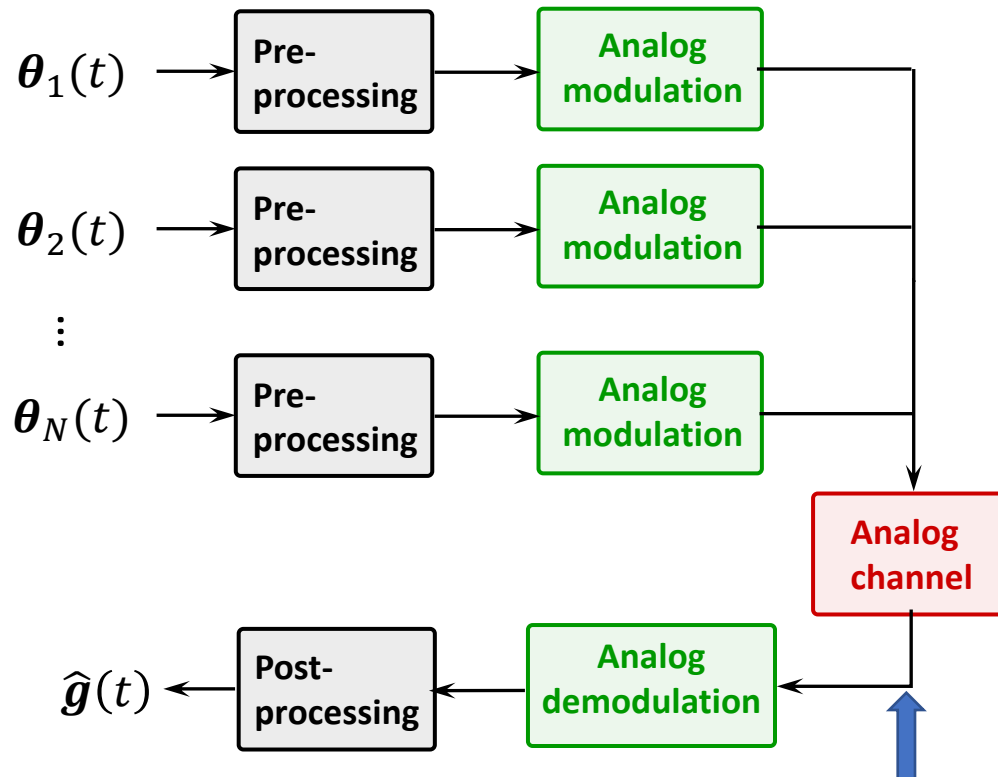 𝜽₁(t)
Pre-
processing
Analog
modulation
𝜽₂(t)
Pre-
processing
Analog
modulation
⋮
𝜽_N(t)
Pre-
processing
Analog
modulation
Analog
channel
𝒈̂(t)
Post-
processing
Analog
demodulation